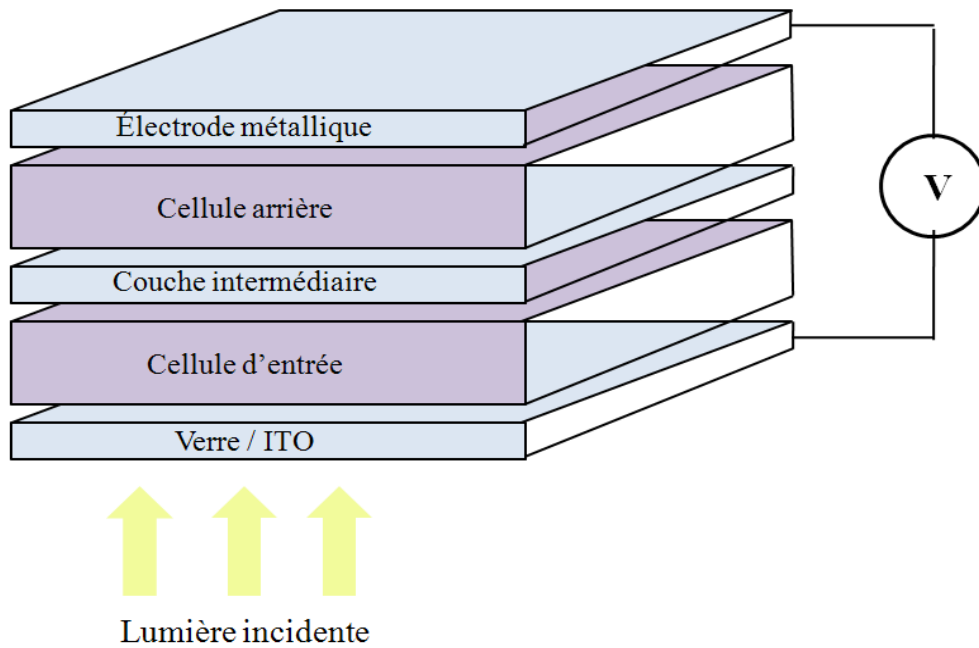 Électrode métallique
Cellule arrière
V
Couche intermédiaire
Cellule d’entrée
Verre / ITO
Lumière incidente